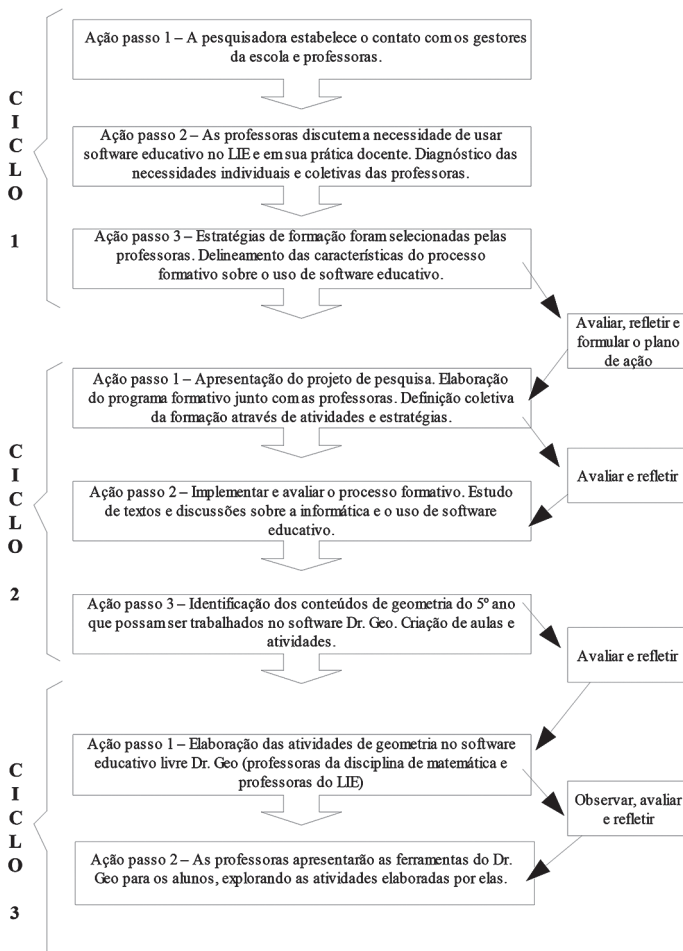 CICLO 1
Ação passo 1 – A pesquisadora estabelece o contato com os gestores
da escola e professoras.
Ação passo 2 – As professoras discutem a necessidade de usar
software educativo no LIE e em sua prática docente. Diagnóstico das
necessidades individuais e coletivas das professoras.
Ação passo 3 – Estratégias de formação foram selecionadas pelas
professoras. Delineamento das características do processo
formativo sobre o uso de software educativo.
Avaliar, refletir e
formular o plano
de ação
CICLO 2
Ação passo 1 – Apresentação do projeto de pesquisa. Elaboração
do programa formativo junto com as professoras. Definição coletiva
da formação através de atividades e estratégias.
Avaliar e refletir
Ação passo 2 – Implementar e avaliar o processo formativo. Estudo
de textos e discussões sobre a informática e o uso de software
educativo.
Ação passo 3 – Identificação dos conteúdos de geometria do 5º ano
que possam ser trabalhados no software Dr. Geo. Criação de aulas e
atividades.
Avaliar e refletir
CICLO 3
Ação passo 1 – Elaboração das atividades de geometria no software
educativo livre Dr. Geo (professoras da disciplina de matemática e
professoras do LIE)
Observar, avaliar
e refletir
Ação passo 2 – As professoras apresentarão as ferramentas do Dr.
Geo para os alunos, explorando as atividades elaboradas por elas.